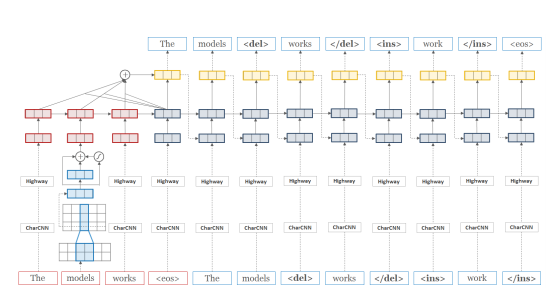 The models <del> works </del> <ins> work </ins> <eos>
Highway Highway Highway Highway Highway Highway Highway Highway Highway Highway Highway
CharCNN CharCNN CharCNN CharCNN CharCNN CharCNN CharCNN CharCNN CharCNN CharCNN CharCNN
The models works <eos> The models <del> works </del> <ins> work </ins>